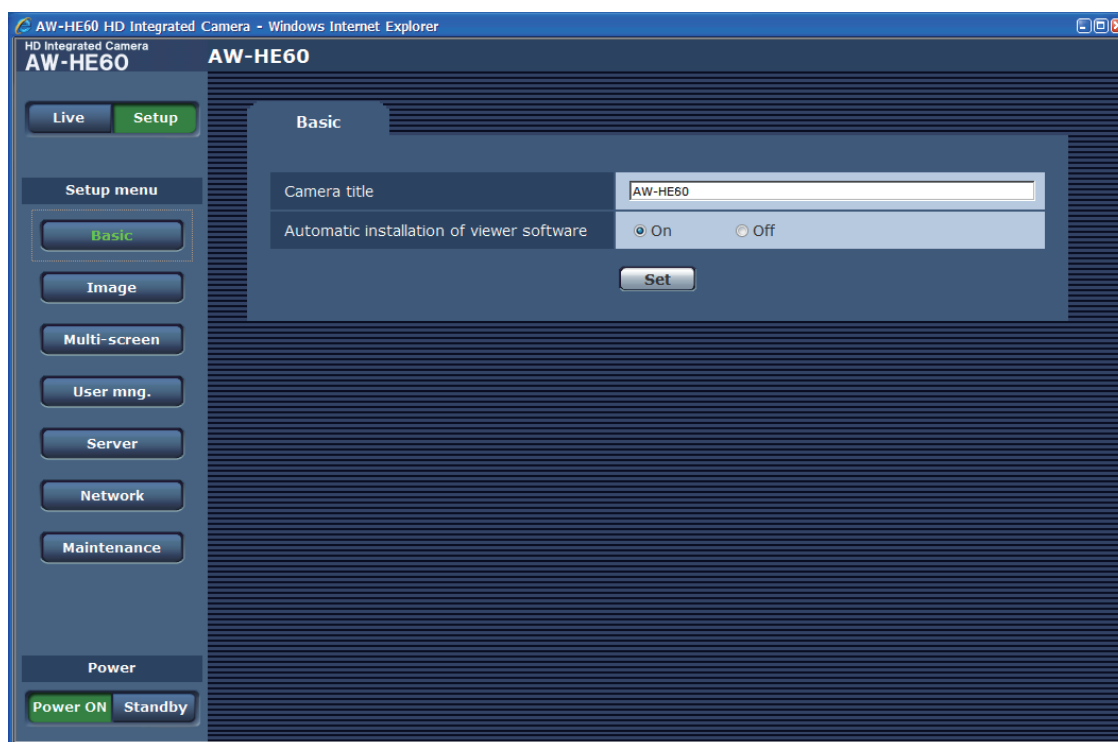 AW-HE60 HD Integrated Camera - Windows Internet Explorer
HD Integrated Camera
AW-HE60
AW-HE60
Live
Setup
Setup menu
Basic
Image
Multi-screen
User mng.
Server
Network
Maintenance
Power
Power ON
Standby
Basic
Camera title
AW-HE60
Automatic installation of viewer software
On
Off
Set